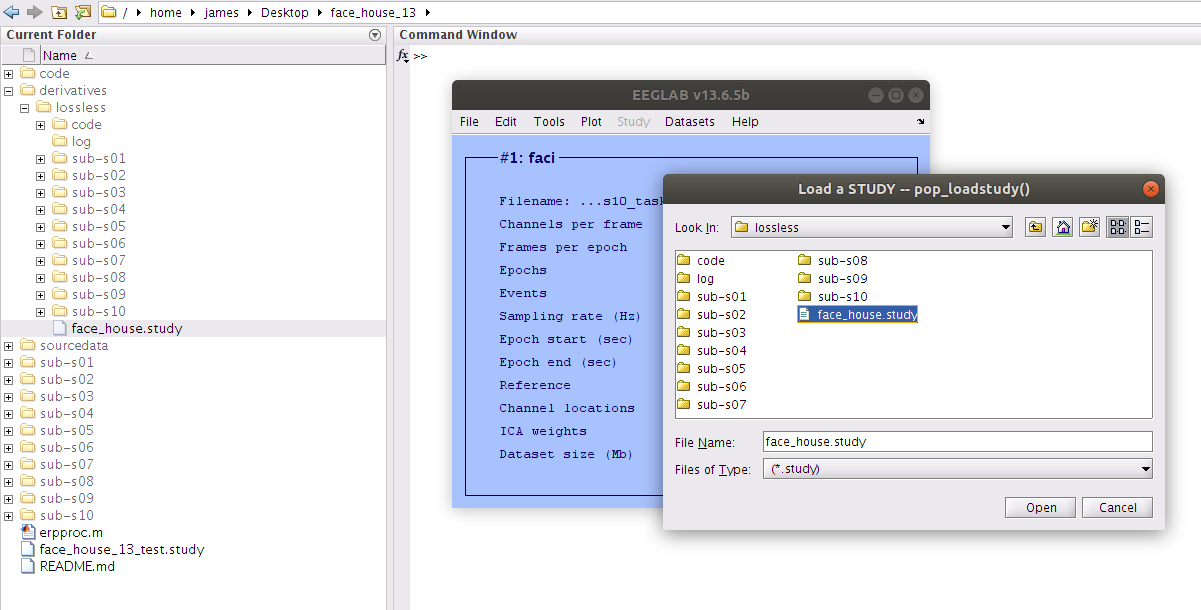 / ▸ home ▸ james ▸ Desktop ▸ face_house_13 ▸
Current Folder
Name
code
derivatives
lossless
code
log
sub-s01
sub-s02
sub-s03
sub-s04
sub-s05
sub-s06
sub-s07
sub-s08
sub-s09
sub-s10
face_house.study
sourcedata
sub-s01
sub-s02
sub-s03
sub-s04
sub-s05
sub-s06
sub-s07
sub-s08
sub-s09
sub-s10
erpproc.m
face_house_13_test.study
README.md
Command Window
fx >>
EEGLAB v13.6.5b
File Edit Tools Plot Study Datasets Help
#1: faci
Filename: ...s10_task
Channels per frame
Frames per epoch
Epochs
Events
Sampling rate (Hz)
Epoch start (sec)
Epoch end (sec)
Reference
Channel locations
ICA weights
Dataset size (Mb)
Load a STUDY -- pop_loadstudy()
Look In: lossless
code
log
sub-s01
sub-s02
sub-s03
sub-s04
sub-s05
sub-s06
sub-s07
sub-s08
sub-s09
sub-s10
face_house.study
File Name: face_house.study
Files of Type: (*.study)
Open Cancel